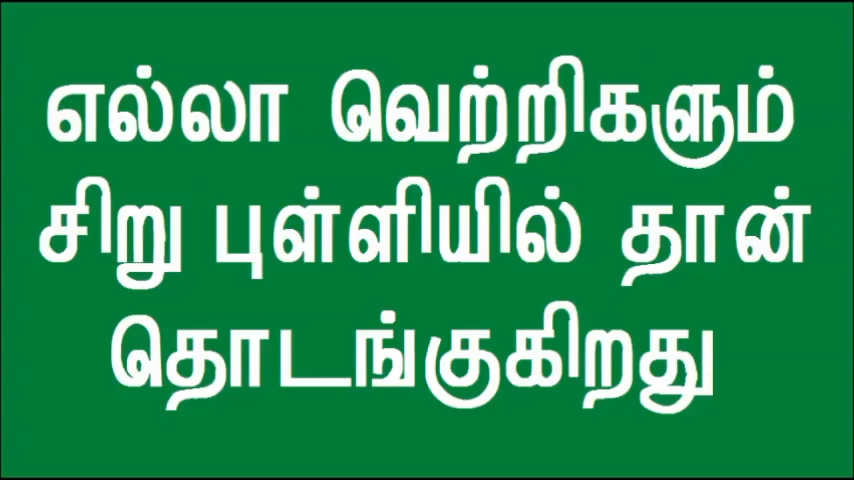 எல்லா வெற்றிகளும்
சிறு புள்ளியில் தான்
தொடங்குகிறது